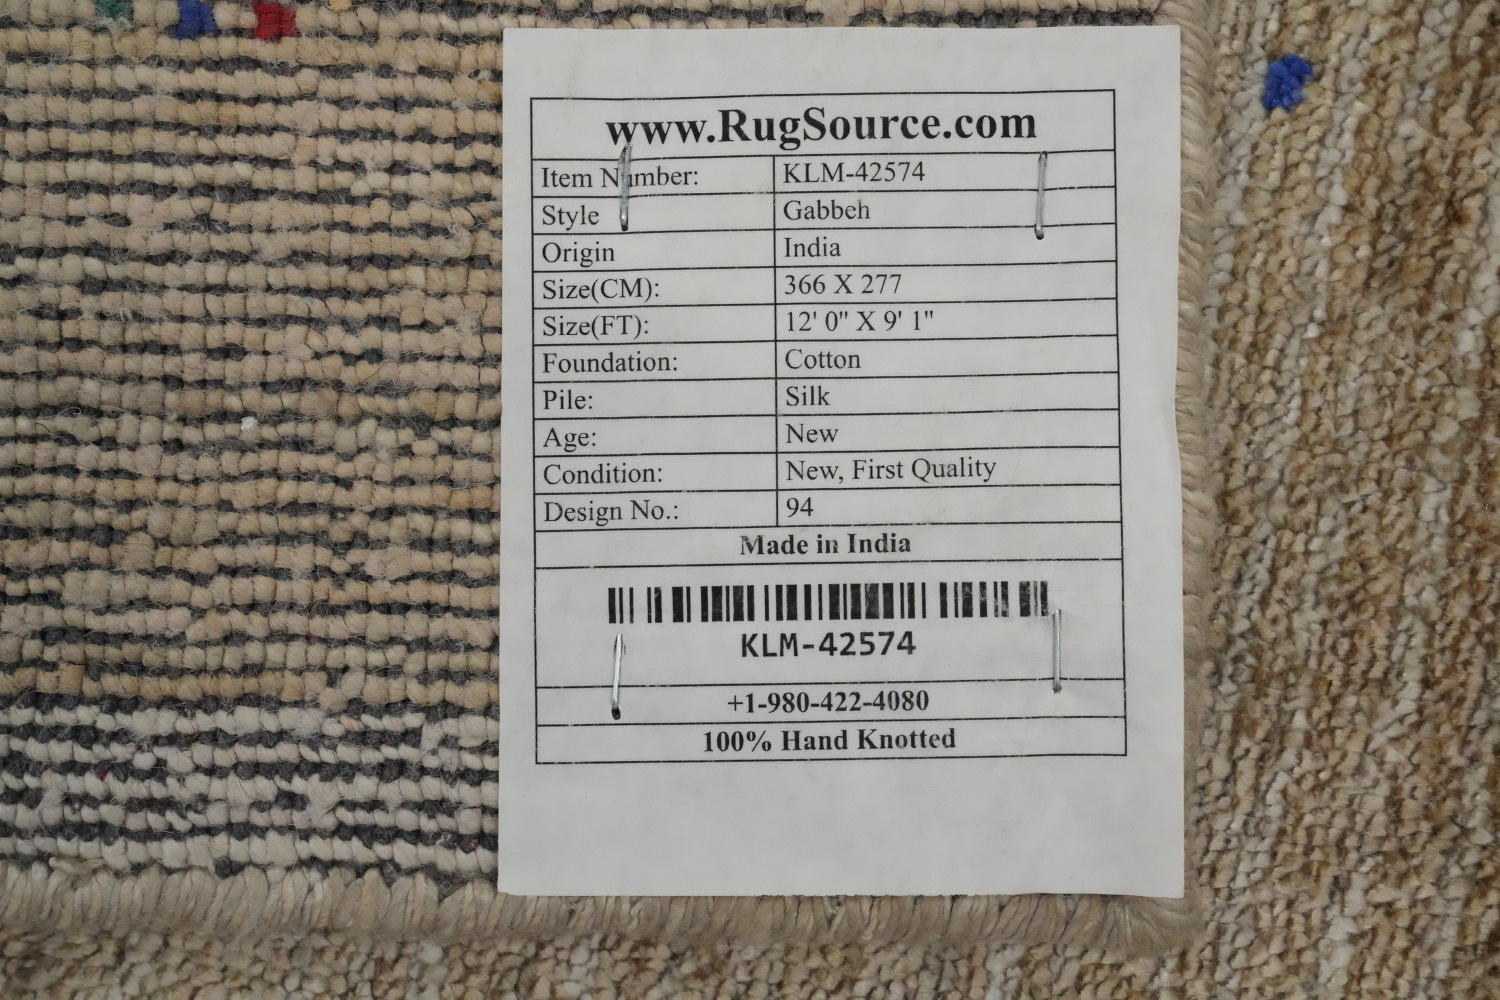 www.RugSource.com
Item Number: KLM-42574
Style Gabbeh
Origin India
Size(CM): 366 X 277
Size(FT): 12' 0" X 9' 1"
Foundation: Cotton
Pile: Silk
Age: New
Condition: New, First Quality
Design No.: 94
Made in India
KLM-42574
+1-980-422-4080
100% Hand Knotted